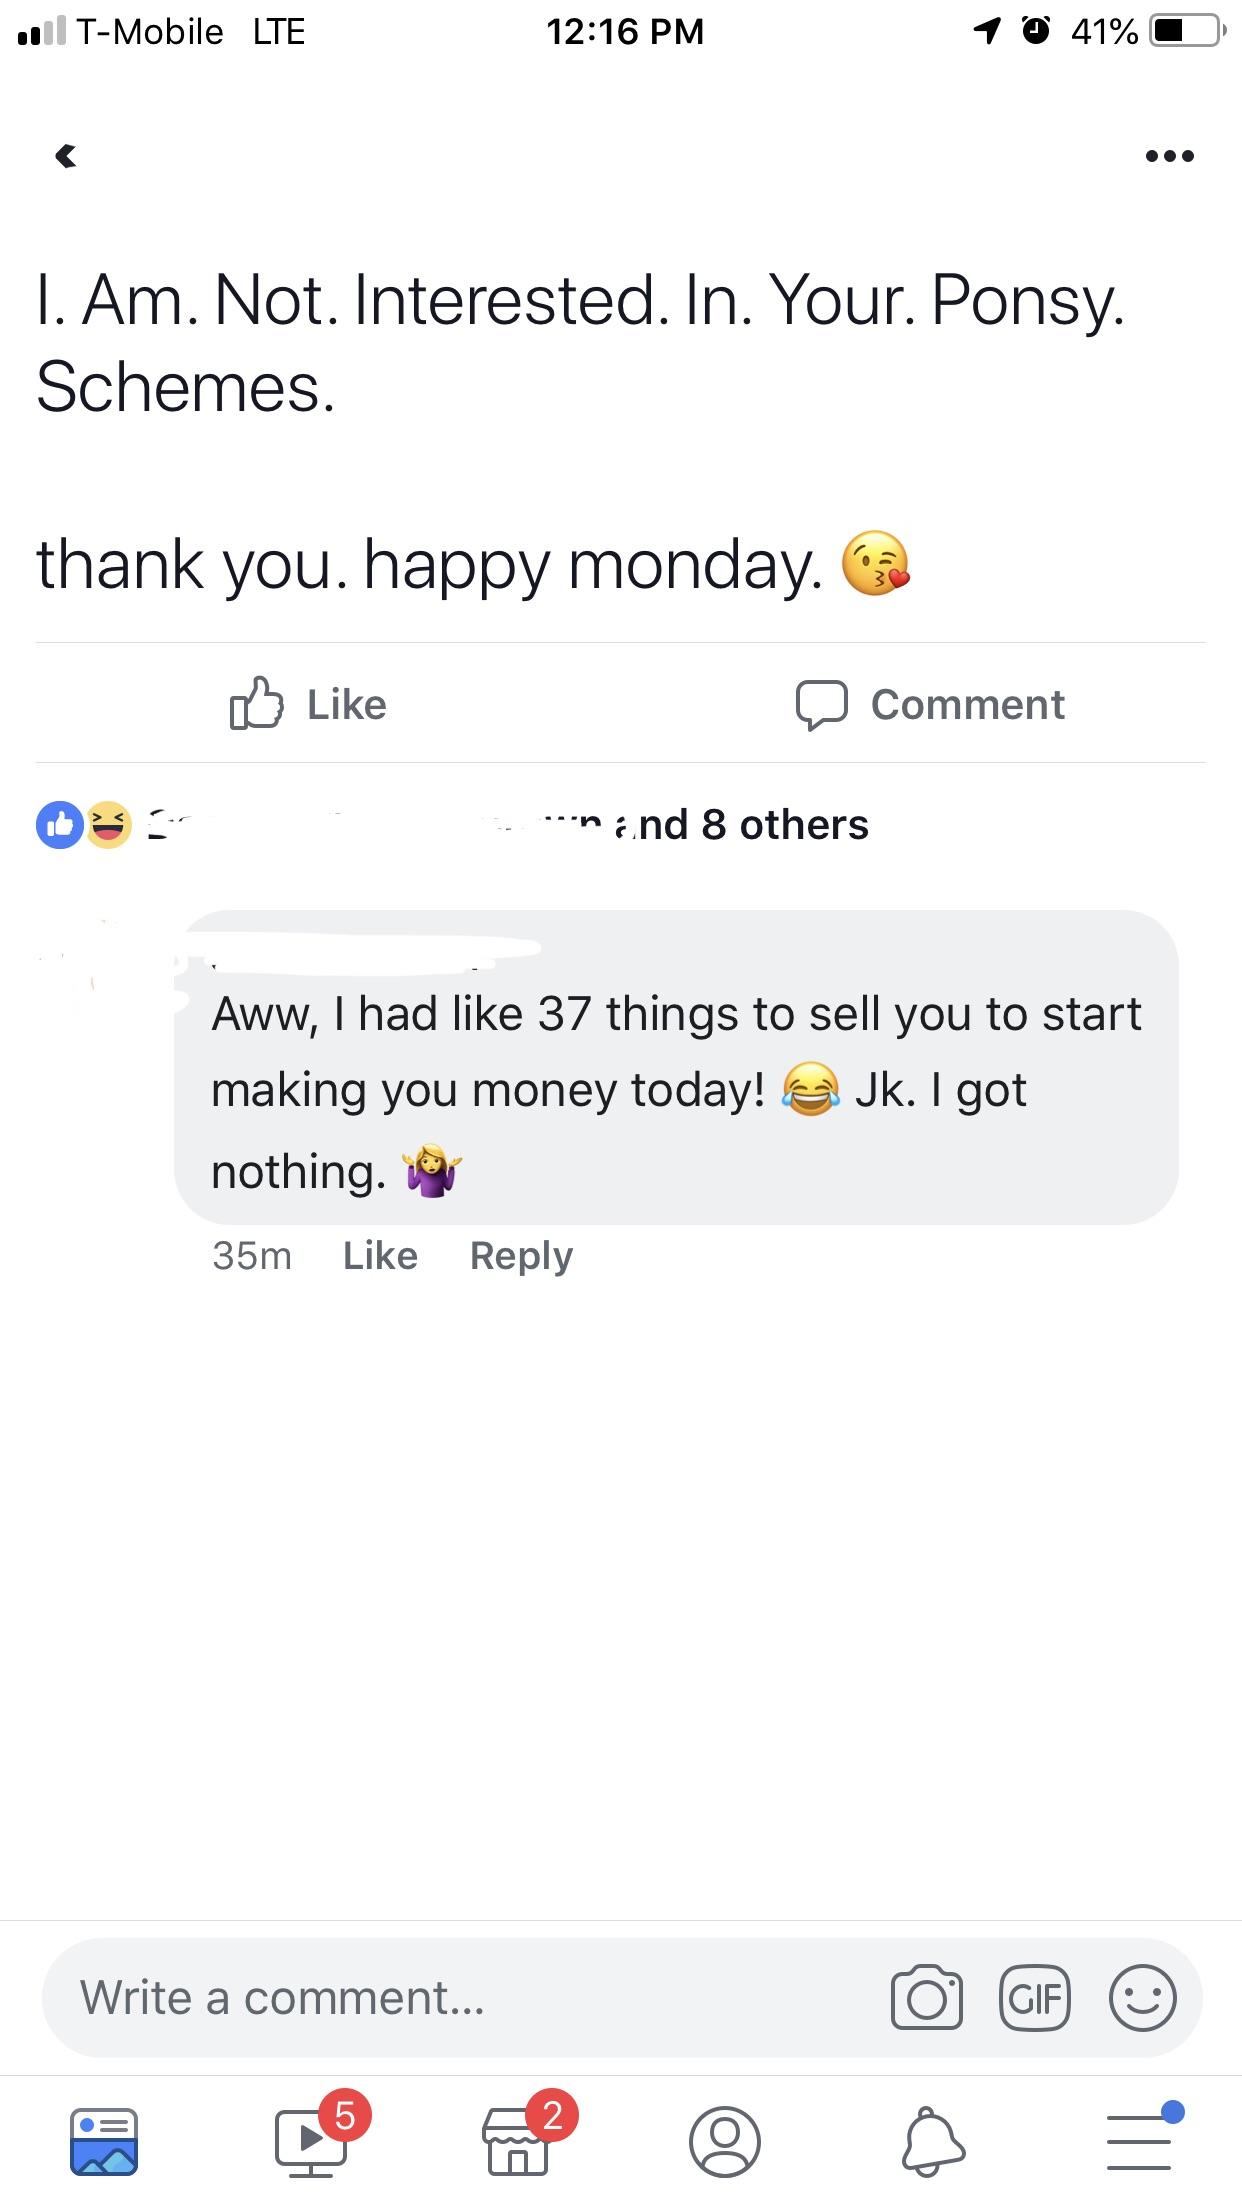 T-Mobile LTE 12:16 PM 41%
I. Am. Not. Interested. In. Your. Ponsy.
Schemes.
thank you. happy monday. 😘
Like Comment
and 8 others
Aww, I had like 37 things to sell you to start
making you money today! 😂 Jk. I got
nothing. 🤷‍♀️
35m Like Reply
Write a comment... GIF
5 2